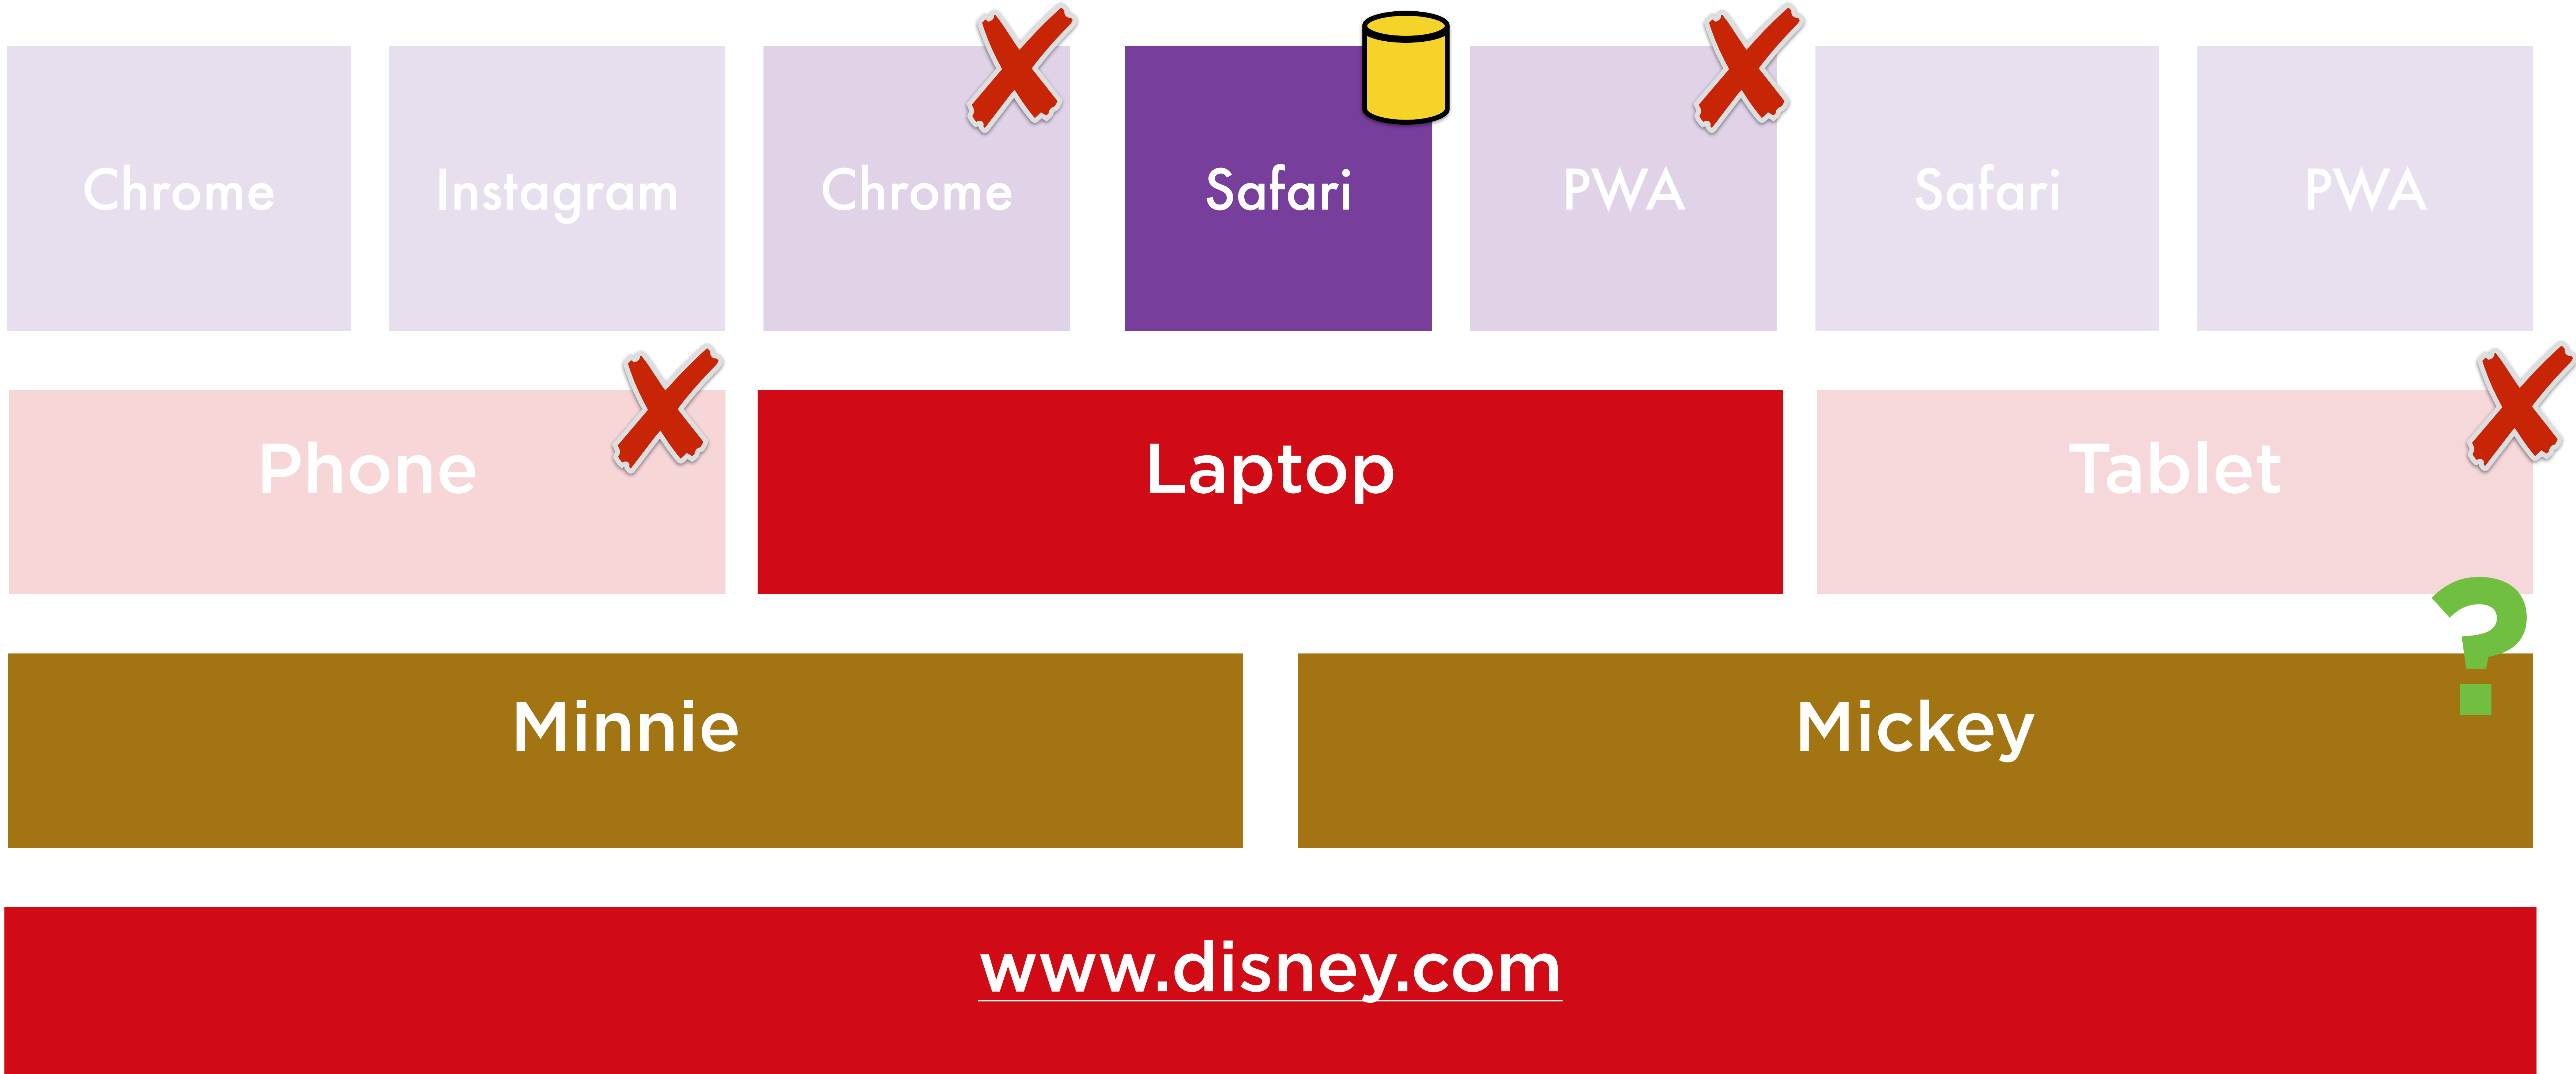 Chrome
Instagram
Chrome
Safari
PWA
Safari
PWA
Phone
Laptop
Tablet
?
Minnie
Mickey
www.disney.com